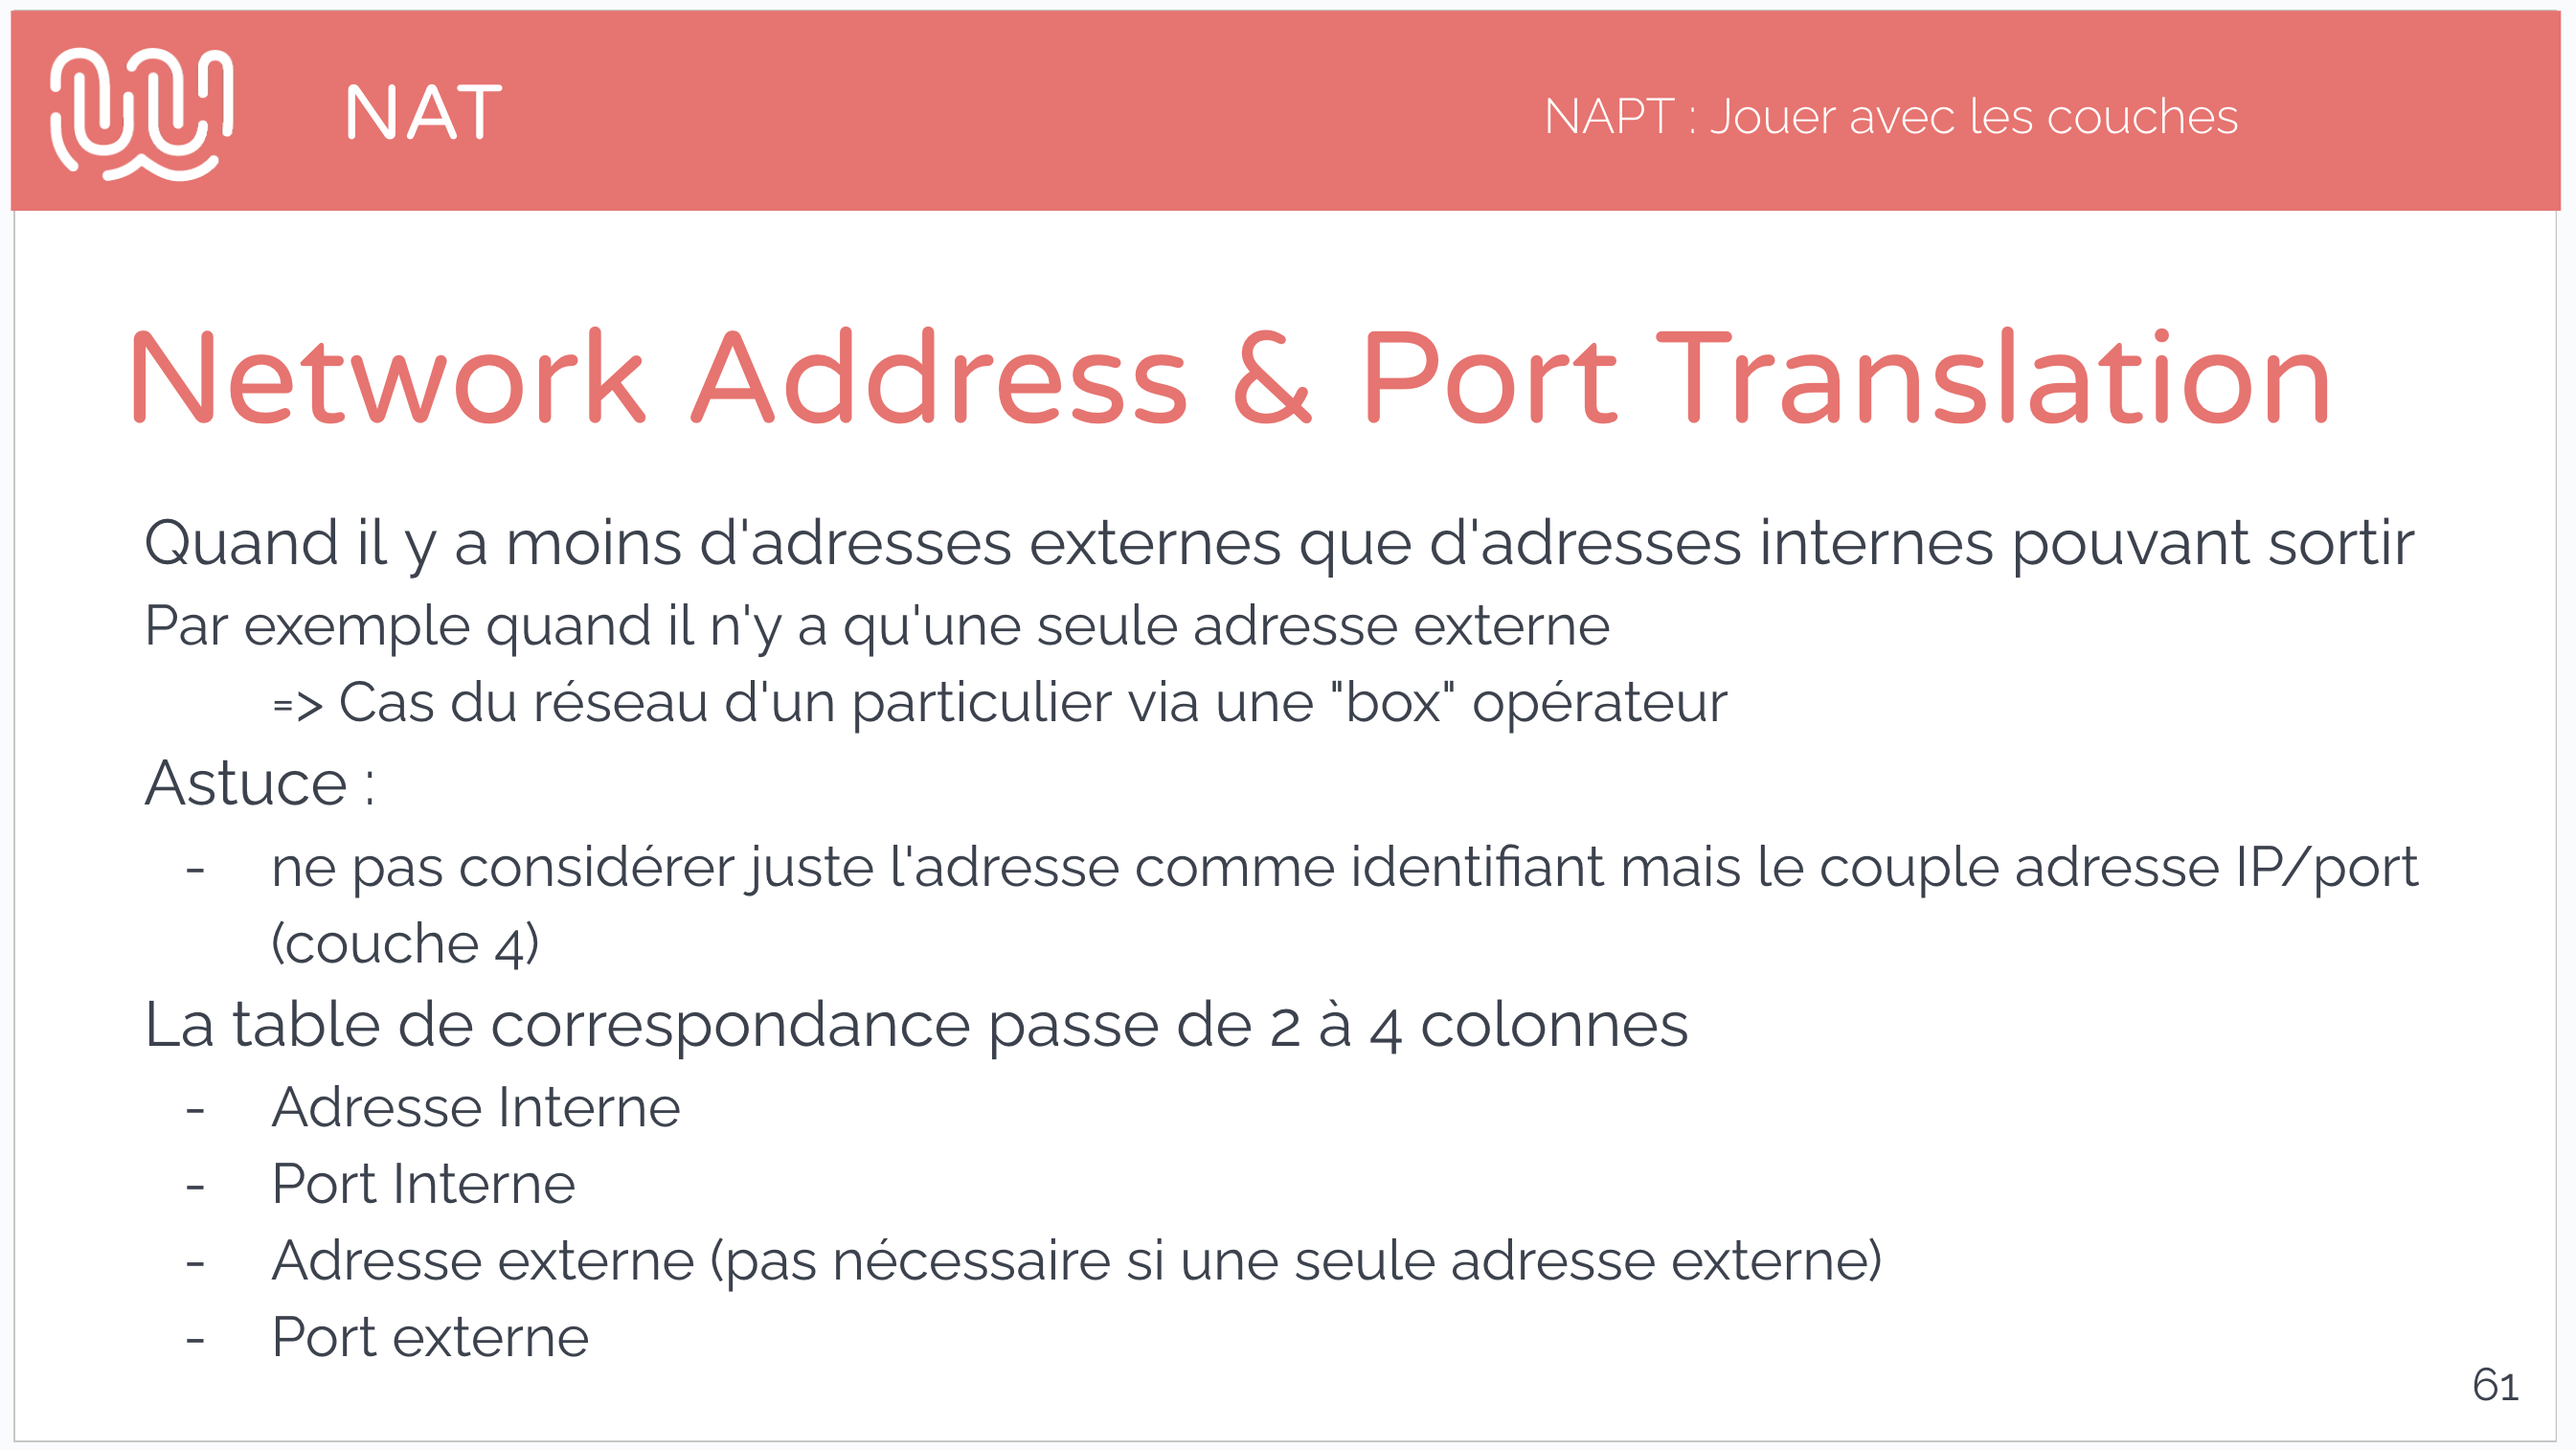 NAT
NAPT : Jouer avec les couches
Network Address & Port Translation
Quand il y a moins d'adresses externes que d'adresses internes pouvant sortir
Par exemple quand il n'y a qu'une seule adresse externe
=> Cas du réseau d'un particulier via une "box" opérateur
Astuce :
- ne pas considérer juste l'adresse comme identifiant mais le couple adresse IP/port
(couche 4)
La table de correspondance passe de 2 à 4 colonnes
- Adresse Interne
- Port Interne
- Adresse externe (pas nécessaire si une seule adresse externe)
- Port externe
61